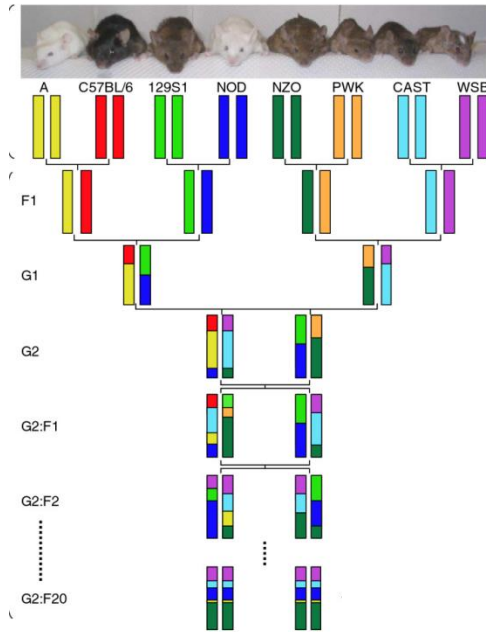 A C57BL/6 129S1 NOD NZO PWK CAST WSB
F1
G1
G2
G2:F1
G2:F2
G2:F20